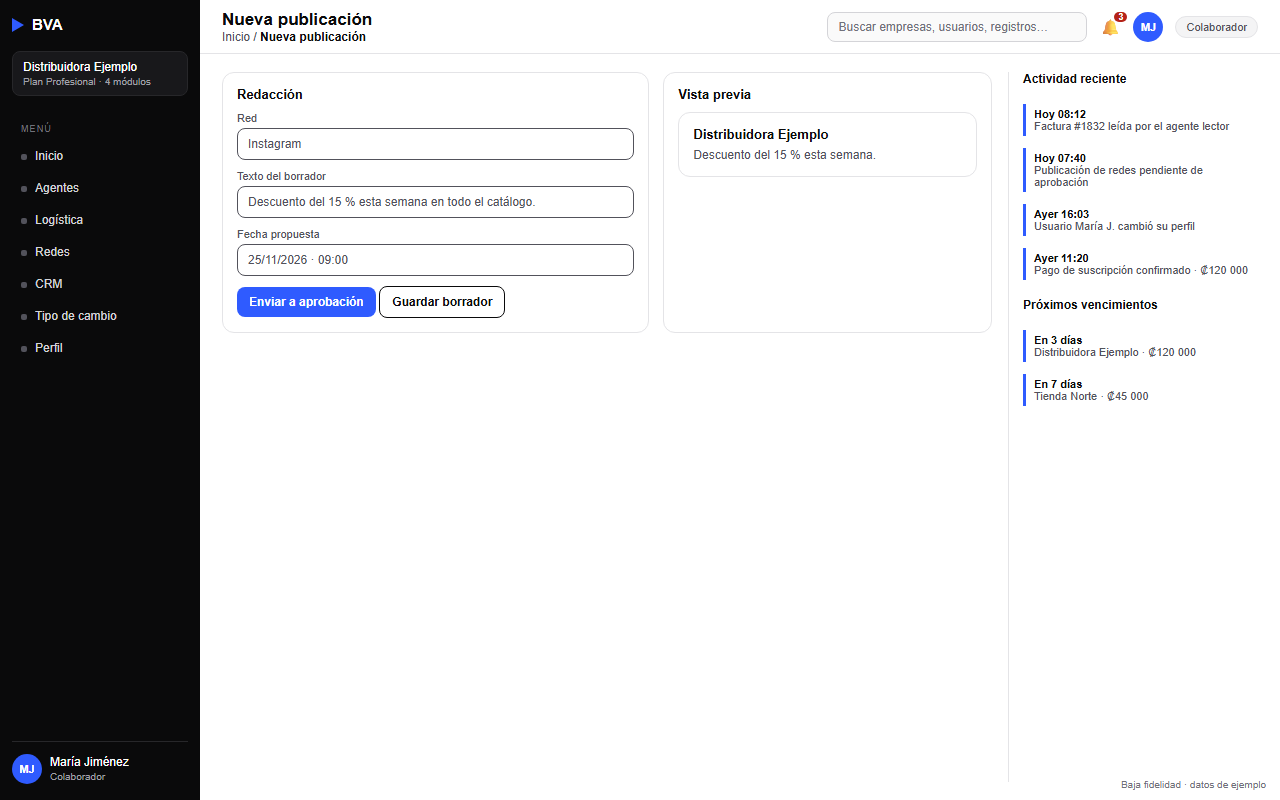 BVA
Distribuidora Ejemplo
Plan Profesional · 4 módulos
MENÚ
Inicio
Agentes
Logística
Redes
CRM
Tipo de cambio
Perfil
MJ
María Jiménez
Colaborador
Nueva publicación
Inicio / Nueva publicación
Buscar empresas, usuarios, registros…
3
MJ
Colaborador
Redacción
Red
Instagram
Texto del borrador
Descuento del 15 % esta semana en todo el catálogo.
Fecha propuesta
25/11/2026 · 09:00
Enviar a aprobación
Guardar borrador
Vista previa
Distribuidora Ejemplo
Descuento del 15 % esta semana.
Actividad reciente
Hoy 08:12
Factura #1832 leída por el agente lector
Hoy 07:40
Publicación de redes pendiente de
aprobación
Ayer 16:03
Usuario María J. cambió su perfil
Ayer 11:20
Pago de suscripción confirmado · ₡120 000
Próximos vencimientos
En 3 días
Distribuidora Ejemplo · ₡120 000
En 7 días
Tienda Norte · ₡45 000
Baja fidelidad · datos de ejemplo